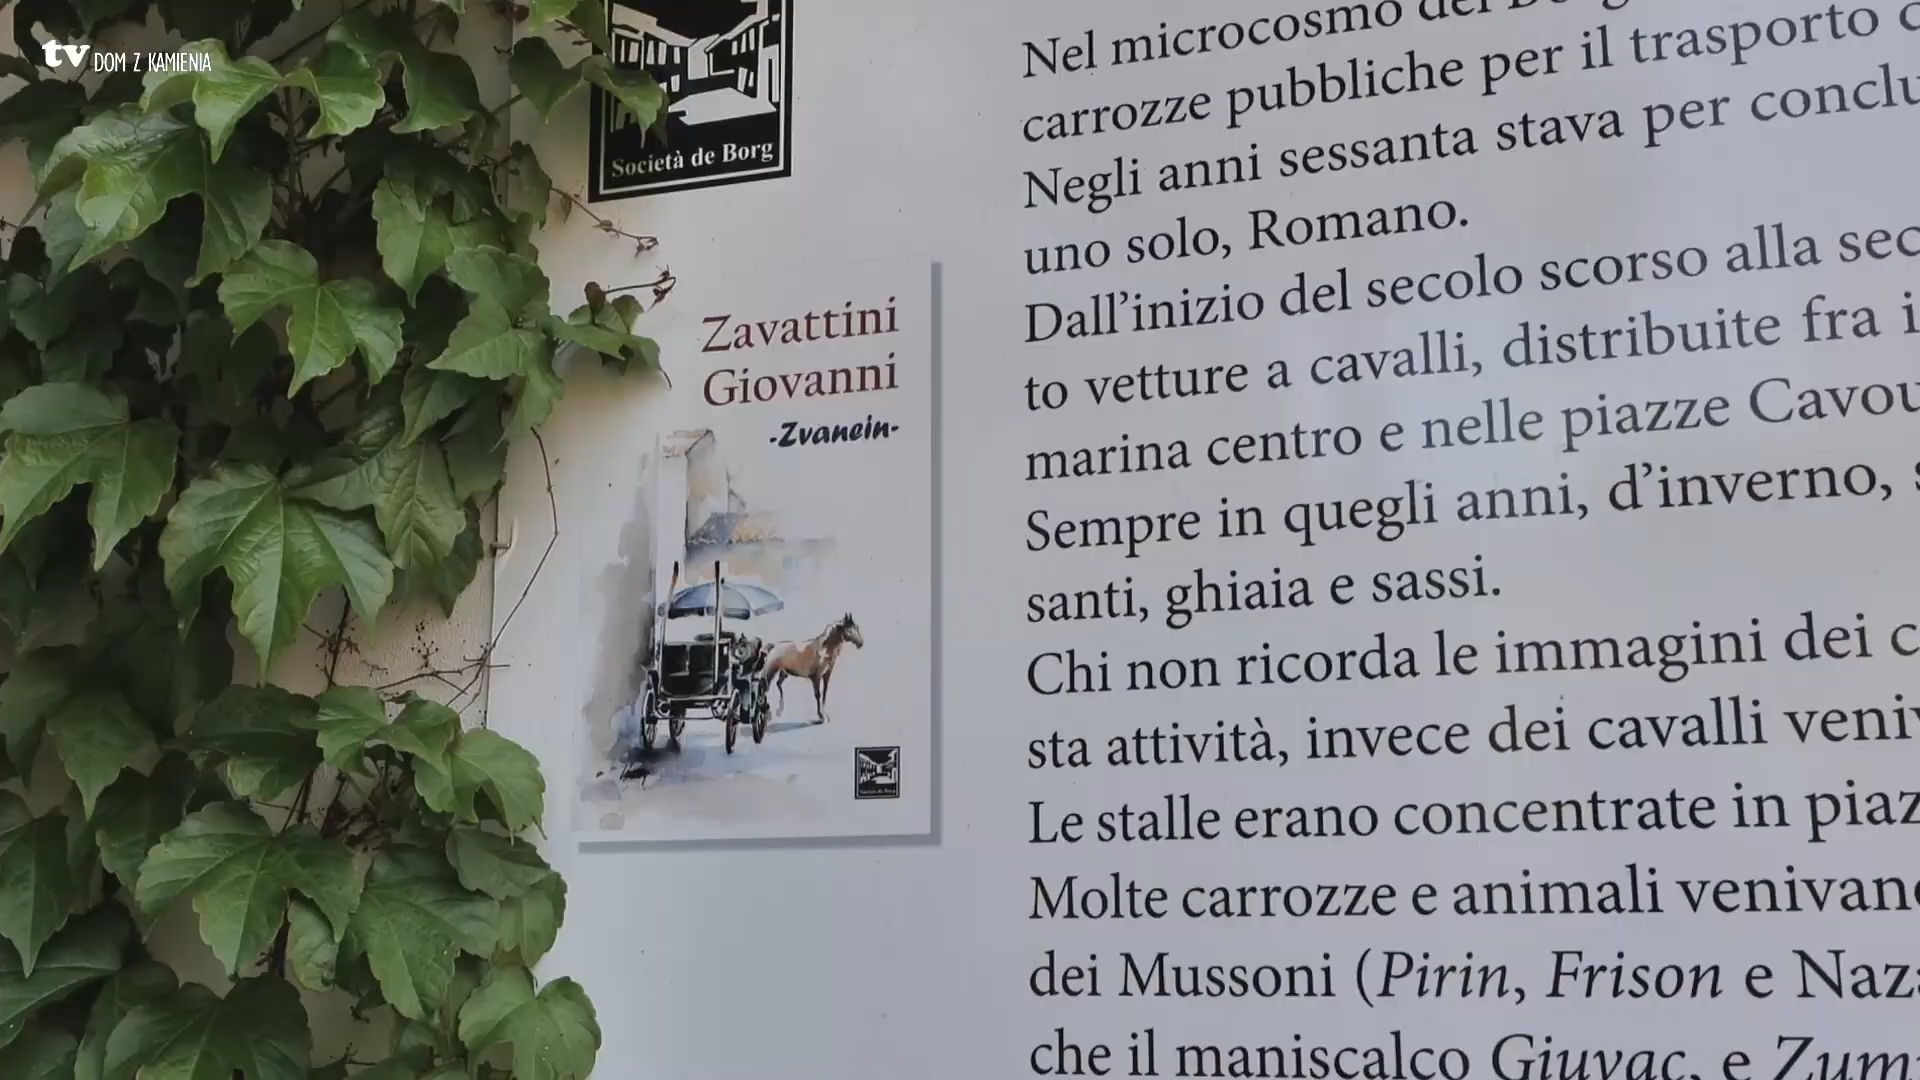 tv DOM Z KAMIENIA
Società de Borg
Zavattini
Giovanni
-Zvanein-
Nel microcosmo del
carrozze pubbliche per il trasporto
Negli anni sessanta stava per conclu
uno solo, Romano.
Dall'inizio del secolo scorso alla sec
to vetture a cavalli, distribuite fra i
marina centro e nelle piazze Cavou
Sempre in quegli anni, d'inverno, s
santi, ghiaia e sassi.
Chi non ricorda le immagini dei c
sta attività, invece dei cavalli veniv
Le stalle erano concentrate in piaz
Molte carrozze e animali venivano
dei Mussoni (Pirin, Frison e Naza
che il maniscalco Giuvac, e Zum